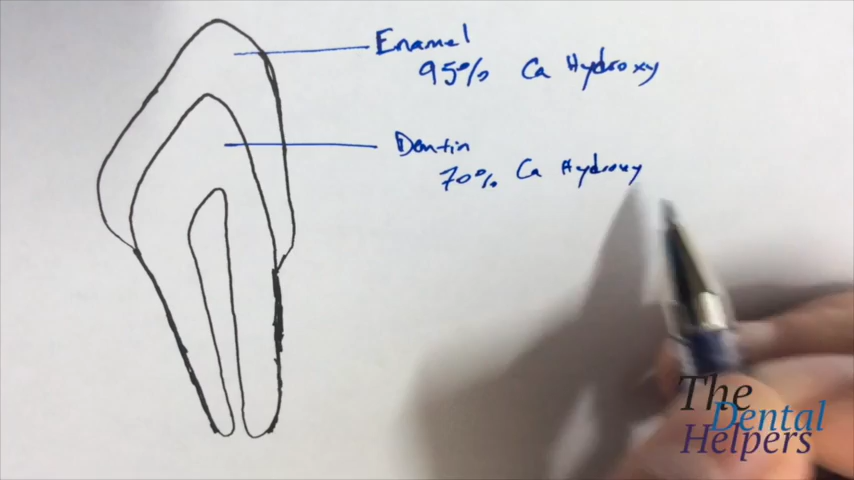 Enamel
95% Ca Hydroxy
Dentin
70% Ca Hydroxy
The
Dental
Helpers